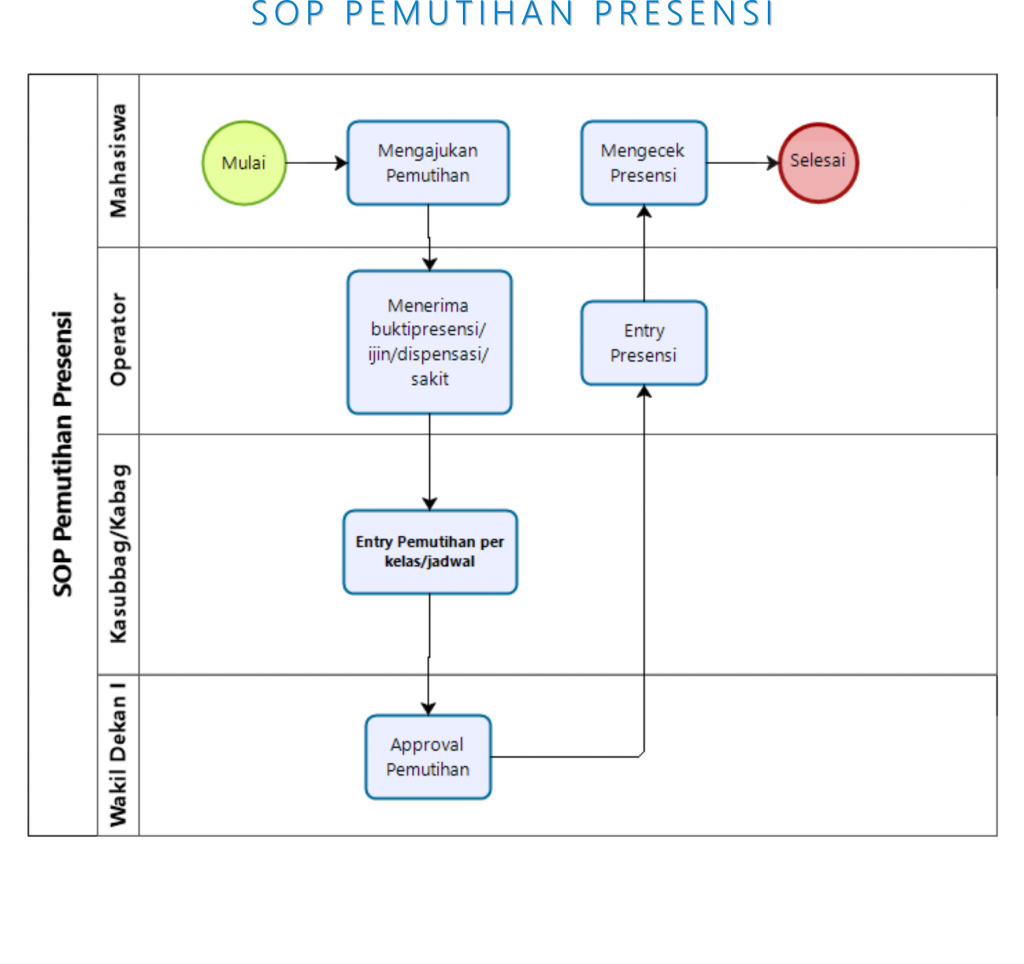 SOP PEMUTIHAN PRESENSI
SOP Pemutihan Presensi
Mahasiswa
Mulai
Mengajukan
Pemutihan
Mengecek
Presensi
Selesai
Operator
Menerima
buktipresensi/
ijin/dispensasi/
sakit
Entry
Presensi
Kasubbag/Kabag
Entry Pemutihan per
kelas/jadwal
Wakil Dekan I
Approval
Pemutihan